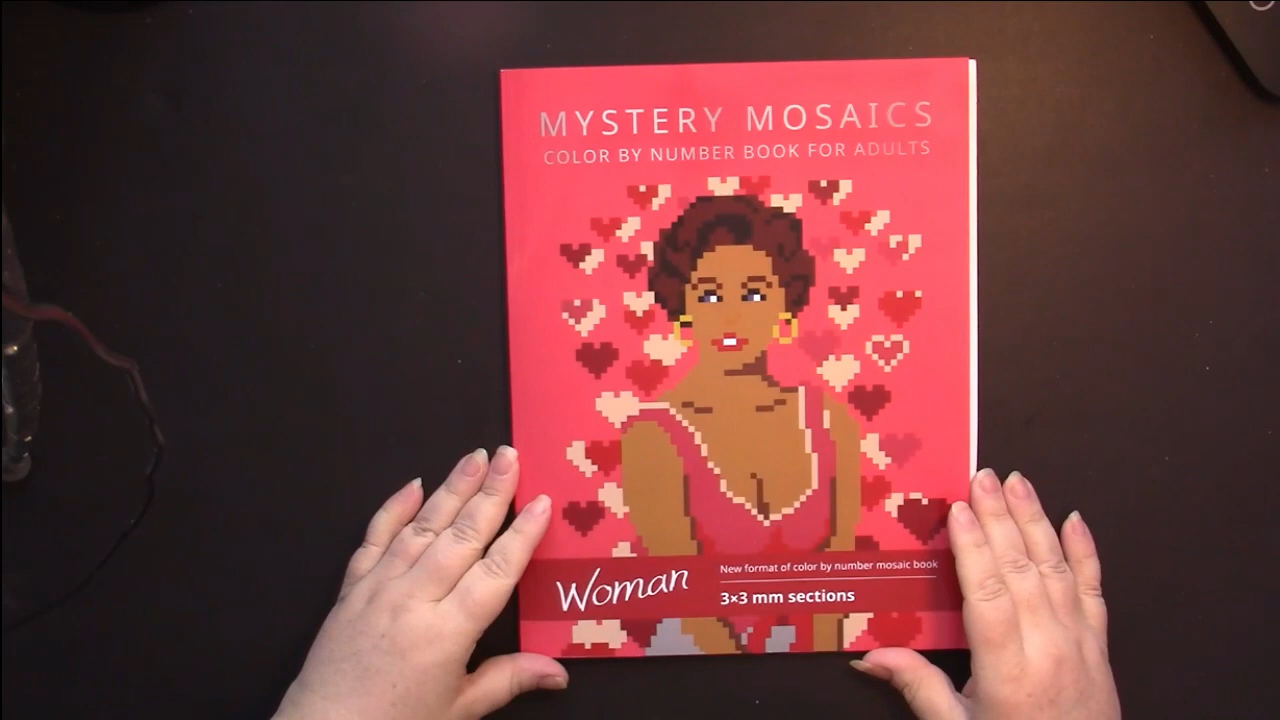 MYSTERY MOSAICS
COLOR BY NUMBER BOOK FOR ADULTS
Woman
New format of color by number mosaic book
3×3 mm sections